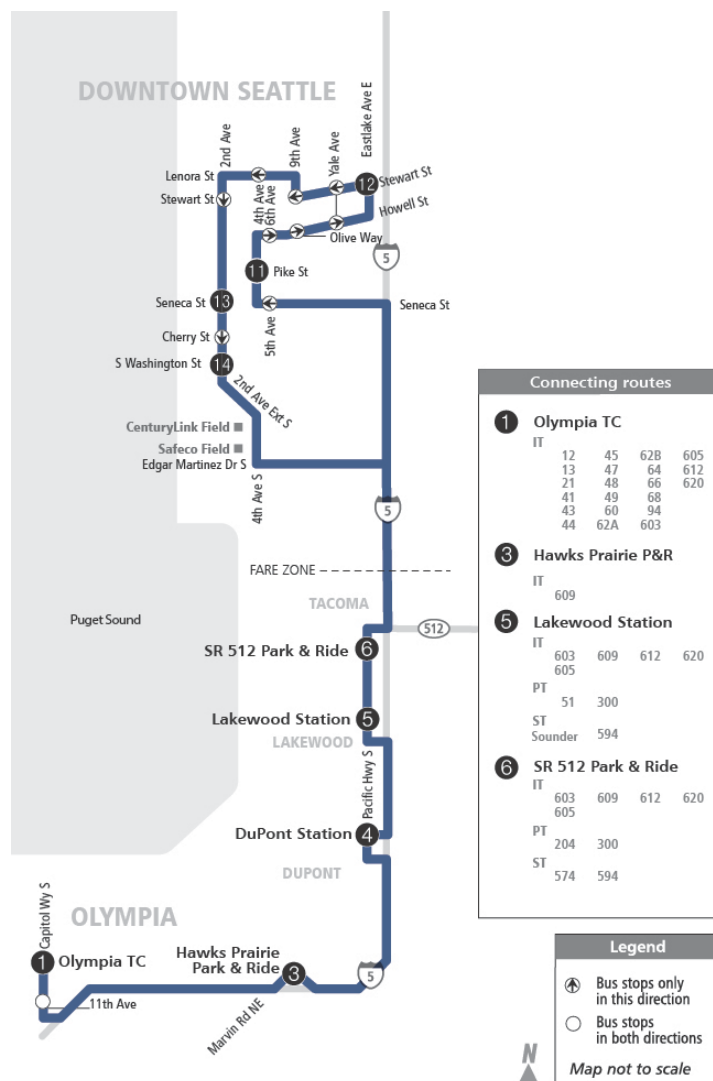 DOWNTOWN SEATTLE
2nd Ave
9th Ave
Yale Ave
Eastlake Ave E
Lenora St
12
Stewart St
Stewart St
4th Ave
6th Ave
Howell St
Olive Way
5
11
Pike St
Seneca St
13
5th Ave
Seneca St
Cherry St
S Washington St
14
2nd Ave Ext S
CenturyLink Field
Safeco Field
Edgar Martinez Dr S
4th Ave S
5
FARE ZONE
TACOMA
Puget Sound
512
SR 512 Park & Ride
6
Lakewood Station
5
LAKEWOOD
Pacific Hwy S
DuPont Station
4
DUPONT
OLYMPIA
Capitol Wy S
1
Olympia TC
Hawks Prairie
Park & Ride
3
5
11th Ave
Marvin Rd NE
Connecting routes
1 Olympia TC
IT
12 45 62B 605
13 47 64 612
21 48 66 620
41 49 68
43 60 94
44 62A 603
3 Hawks Prairie P&R
IT
609
5 Lakewood Station
IT
603 609 612 620
605
PT
51 300
ST
Sounder 594
6 SR 512 Park & Ride
IT
603 609 612 620
605
PT
204 300
ST
574 594
Legend
Bus stops only
in this direction
Bus stops
in both directions
N
Map not to scale